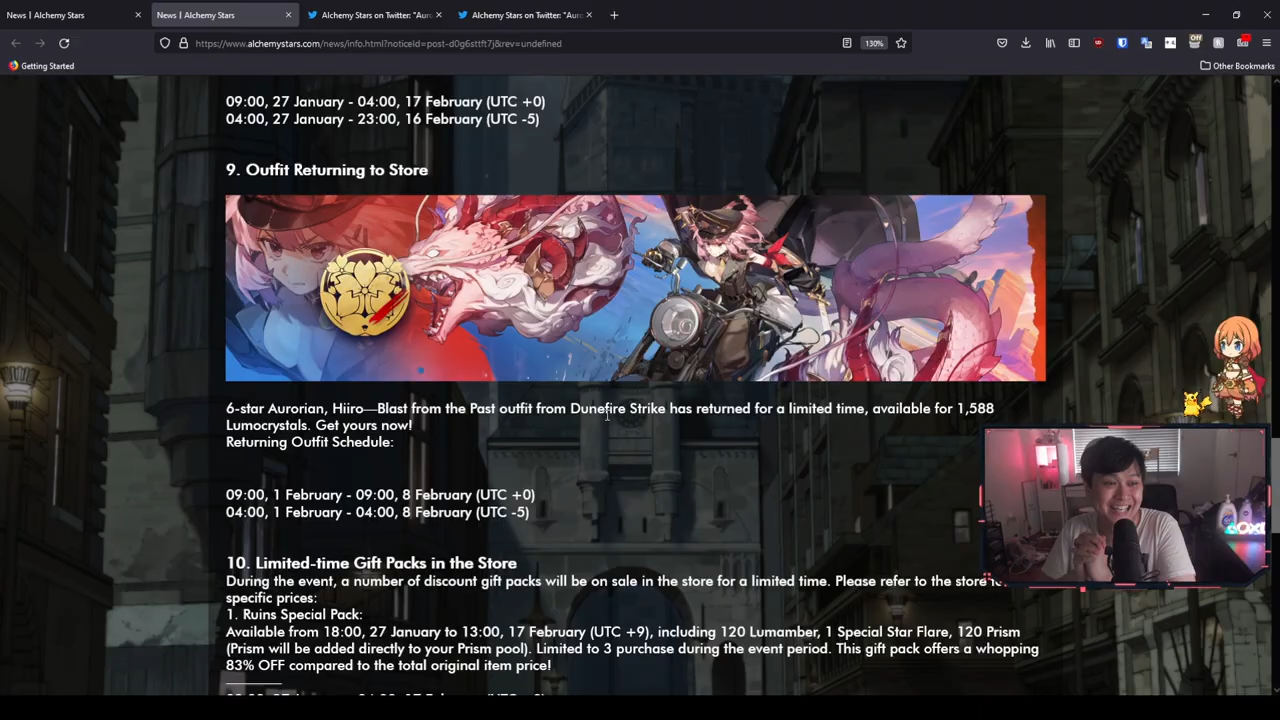 News | Alchemy Stars
News | Alchemy Stars
Alchemy Stars on Twitter: "Auro
Alchemy Stars on Twitter: "Auro
https://www.alchemystars.com/news/info.html?noticeId=post-d0g6sttft7j&rev=undefined
130%
Off
Getting Started
Other Bookmarks
09:00, 27 January - 04:00, 17 February (UTC +0)
04:00, 27 January - 23:00, 16 February (UTC -5)
9. Outfit Returning to Store
6-star Aurorian, Hiiro—Blast from the Past outfit from Dunefire Strike has returned for a limited time, available for 1,588
Lumocrystals. Get yours now!
Returning Outfit Schedule:
09:00, 1 February - 09:00, 8 February (UTC +0)
04:00, 1 February - 04:00, 8 February (UTC -5)
10. Limited-time Gift Packs in the Store
During the event, a number of discount gift packs will be on sale in the store for a limited time. Please refer to the store
specific prices:
1. Ruins Special Pack:
Available from 18:00, 27 January to 13:00, 17 February (UTC +9), including 120 Lumamber, 1 Special Star Flare, 120 Prism
(Prism will be added directly to your Prism pool). Limited to 3 purchase during the event period. This gift pack offers a whopping
83% OFF compared to the total original item price!